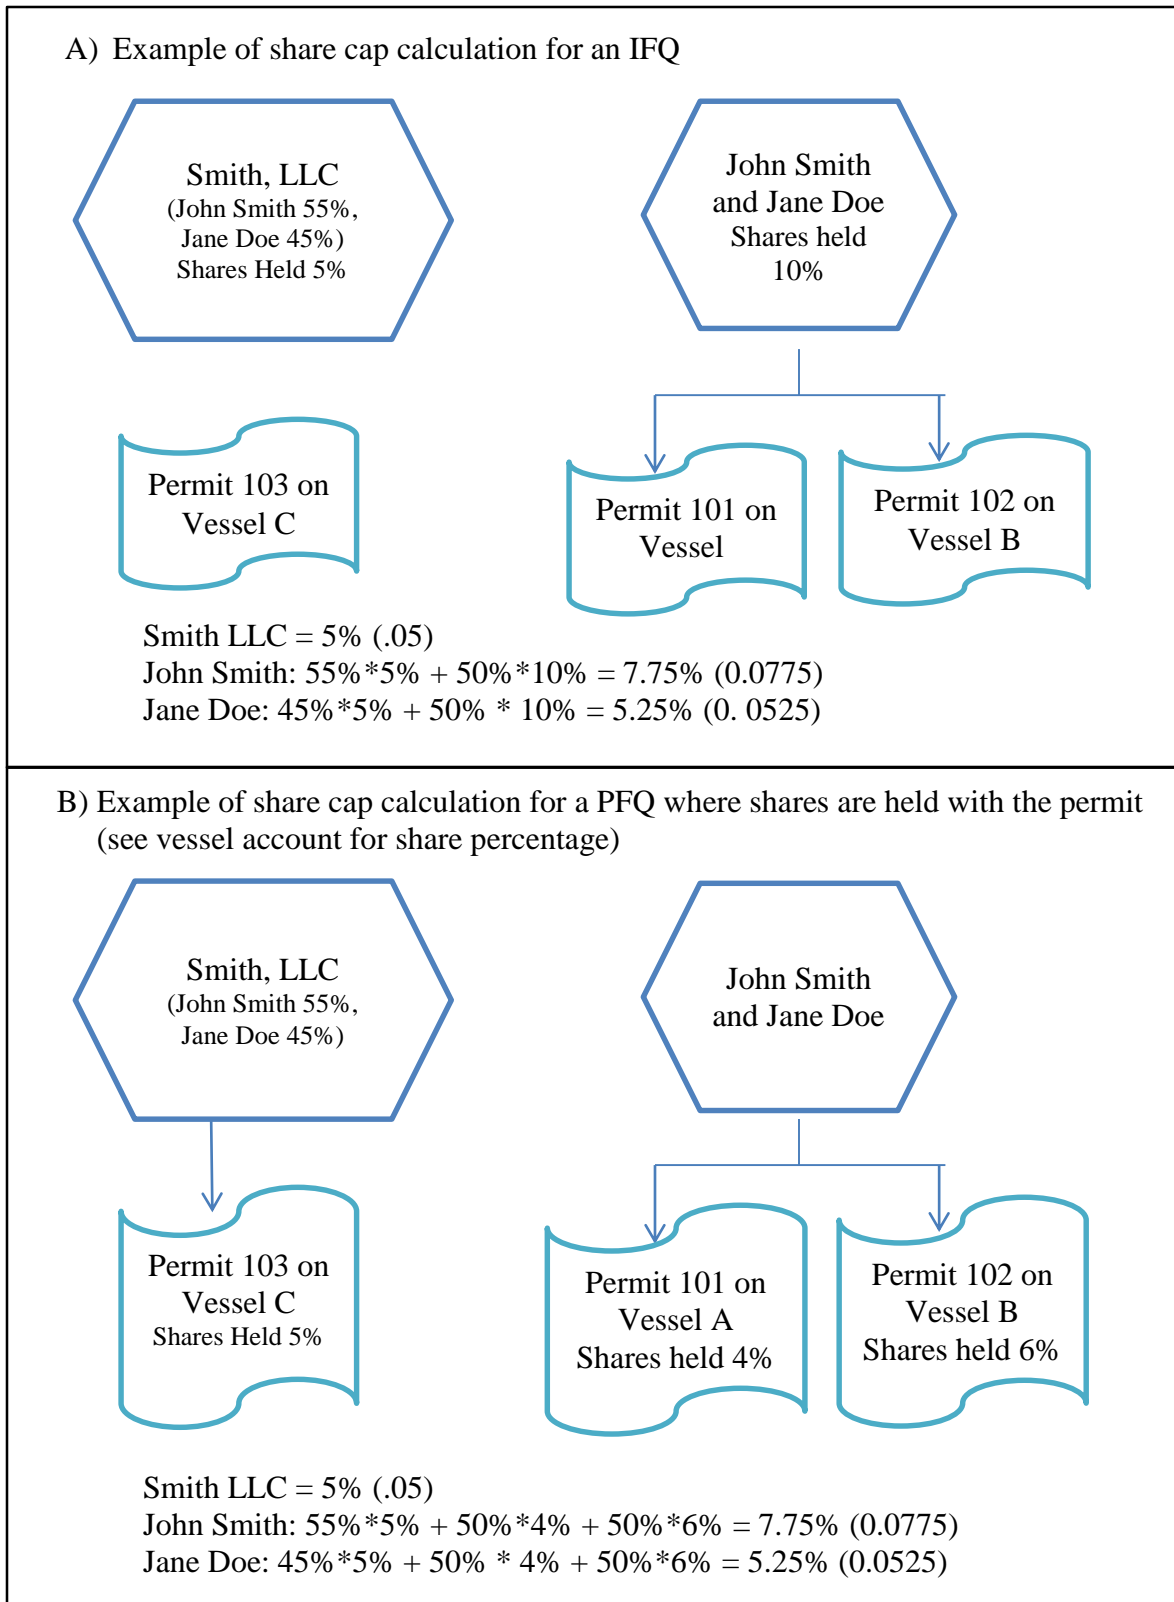 A) Example of share cap calculation for an IFQ
Smith, LLC
(John Smith 55%,
Jane Doe 45%)
Shares Held 5%
John Smith
and Jane Doe
Shares held
10%
Permit 103 on
Vessel C
Permit 101 on
Vessel
Permit 102 on
Vessel B
Smith LLC = 5% (.05)
John Smith: 55%*5% + 50%*10% = 7.75% (0.0775)
Jane Doe: 45%*5% + 50% * 10% = 5.25% (0. 0525)
B) Example of share cap calculation for a PFQ where shares are held with the permit
(see vessel account for share percentage)
Smith, LLC
(John Smith 55%,
Jane Doe 45%)
John Smith
and Jane Doe
Permit 103 on
Vessel C
Shares Held 5%
Permit 101 on
Vessel A
Shares held 4%
Permit 102 on
Vessel B
Shares held 6%
Smith LLC = 5% (.05)
John Smith: 55%*5% + 50%*4% + 50%*6% = 7.75% (0.0775)
Jane Doe: 45%*5% + 50% * 4% + 50%*6% = 5.25% (0.0525)